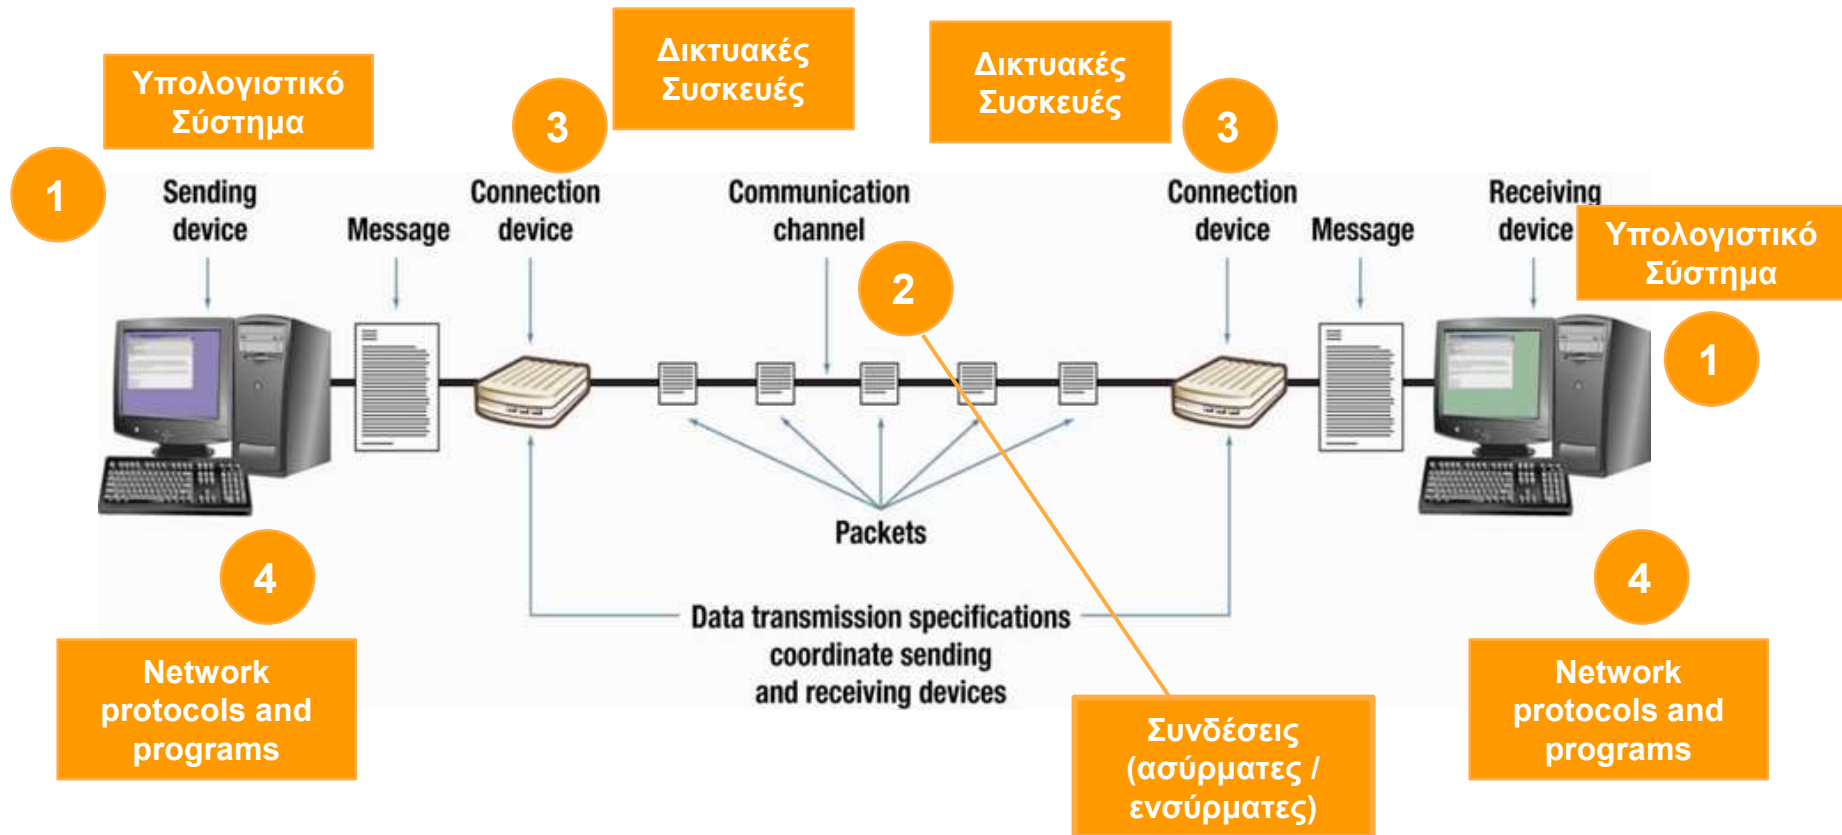 Υπολογιστικό
Σύστημα
1
3
Δικτυακές
Συσκευές
Δικτυακές
Συσκευές
3
Sending
device
Message
Connection
device
Communication
channel
2
Connection
device
Message
Receiving
device
Υπολογιστικό
Σύστημα
1
Packets
4
Network
protocols and
programs
Data transmission specifications
coordinate sending
and receiving devices
Συνδέσεις
(ασύρματες /
ενσύρματες)
4
Network
protocols and
programs